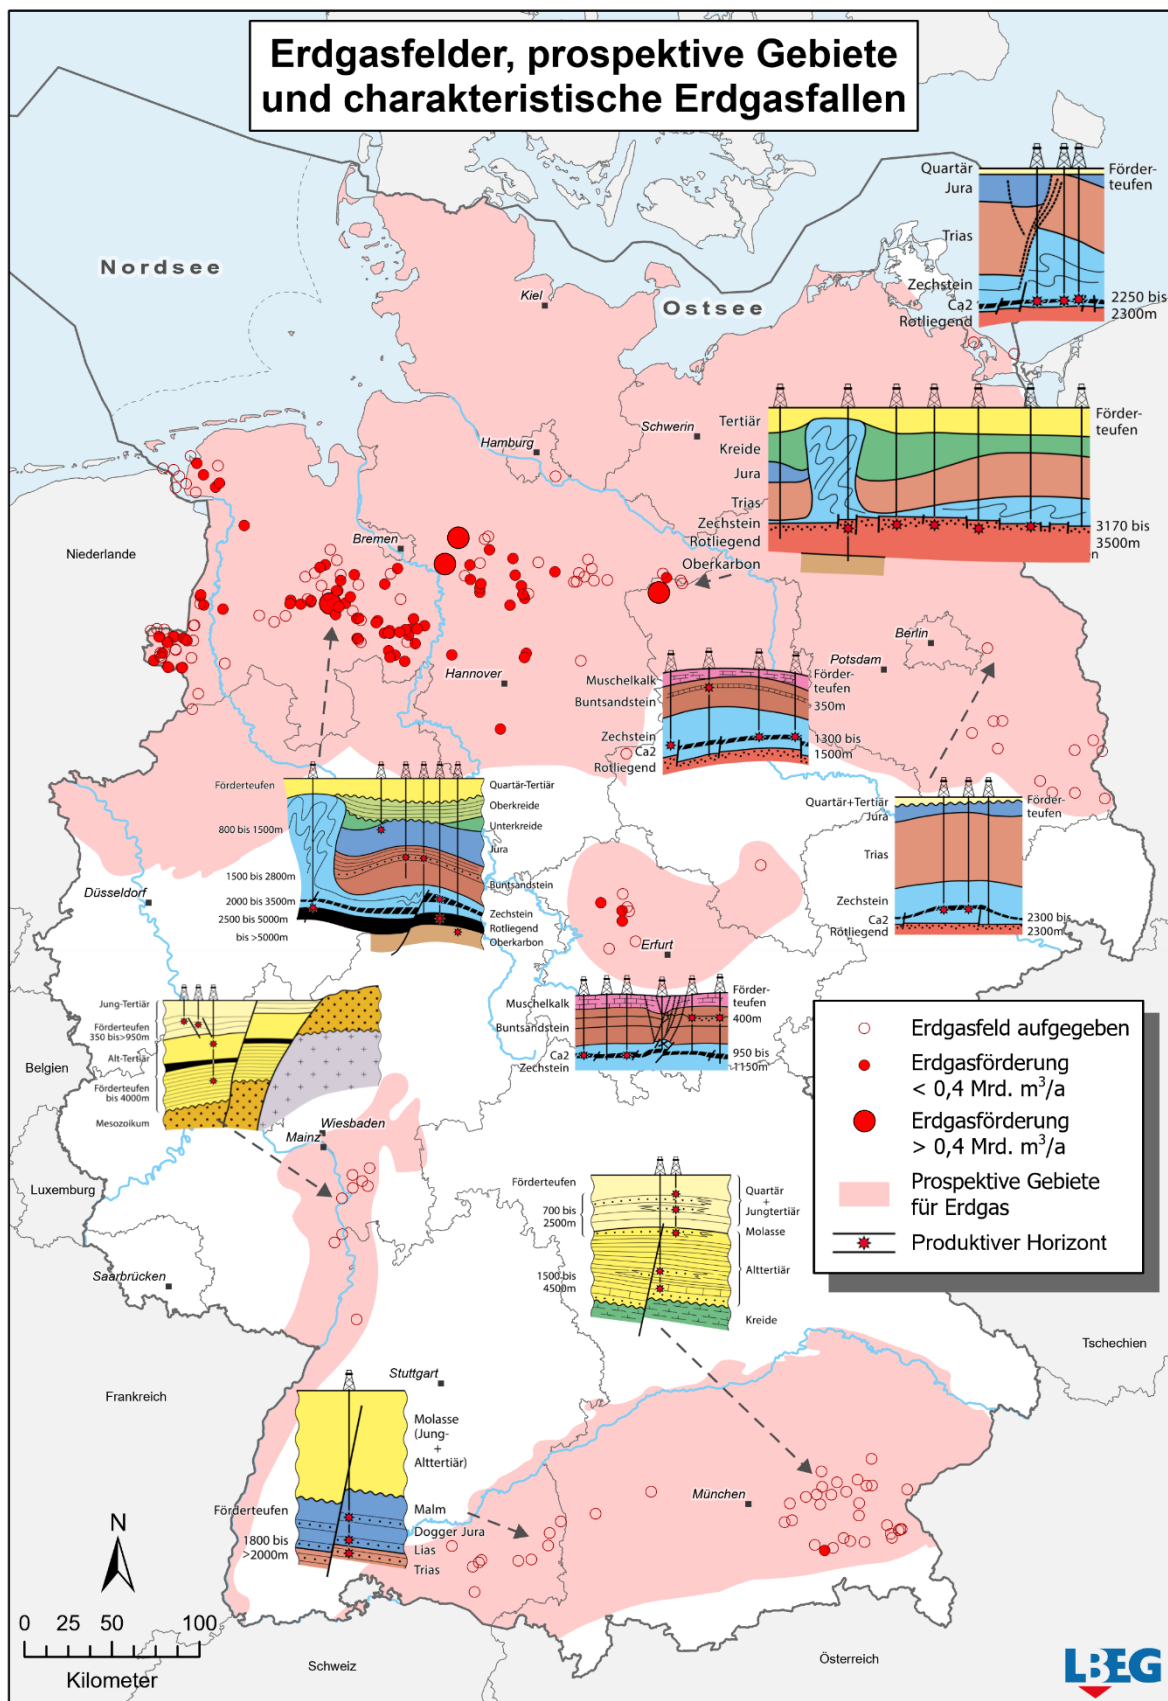 Erdgasfelder, prospektive Gebiete
und charakteristische Erdgasfallen
Nordsee
Ostsee
Kiel
Hamburg
Schwerin
Bremen
Niederlande
Hannover
Berlin
Potsdam
Düsseldorf
Erfurt
Belgien
Luxemburg
Wiesbaden
Mainz
Saarbrücken
Frankreich
Stuttgart
München
Tschechien
Österreich
Schweiz
Quartär
Jura
Trias
Zechstein
Ca2
Rotliegend
Förder-
teufen
2250 bis
2300m
Tertiär
Kreide
Jura
Trias
Zechstein
Rotliegend
Oberkarbon
Förder-
teufen
3170 bis
3500m
en
Muschelkalk
Buntsandstein
Zechstein
Ca2
Rotliegend
Förder-
teufen
350m
1300 bis
1500m
Quartär+Tertiär
Jura
Trias
Zechstein
Ca2
Rotliegend
Förder-
teufen
2300 bis
2300m
Förderteufen
800 bis 1500m
1500 bis 2800m
2000 bis 3500m
2500 bis 5000m
bis >5000m
Quartär-Tertiär
Oberkreide
Unterkreide
Jura
Buntsandstein
Zechstein
Rotliegend
Oberkarbon
Muschelkalk
Buntsandstein
Ca2
Zechstein
Förder-
teufen
400m
950 bis
1150m
Jung-Tertiär
Förderteufen
350 bis>950m
Alt-Tertiär
Förderteufen
bis 4000m
Mesozoikum
Förderteufen
700 bis
2500m
1500 bis
4500m
Quartär
+
Jungtertiär
Molasse
Alttertiär
Kreide
Förderteufen
1800 bis
>2000m
Molasse
(Jung-
+
Alttertiär)
Malm
Dogger Jura
Lias
Trias
Erdgasfeld aufgegeben
Erdgasförderung
< 0,4 Mrd. m³/a
Erdgasförderung
> 0,4 Mrd. m³/a
Prospektive Gebiete
für Erdgas
Produktiver Horizont
N
0 25 50 100
Kilometer
LBEG